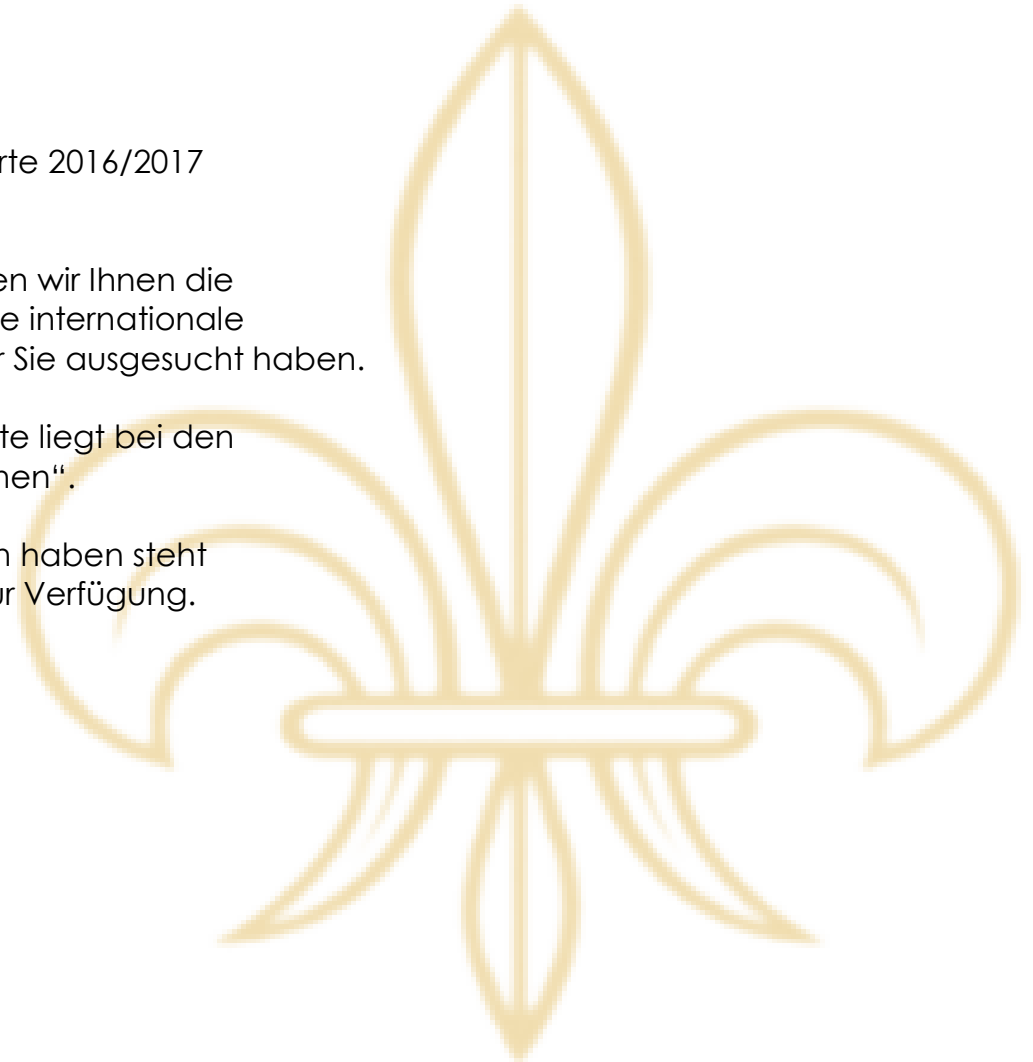 rte 2016/2017
en wir Ihnen die
e internationale
r Sie ausgesucht haben.
te liegt bei den
nen“.
n haben steht
ur Verfügung.